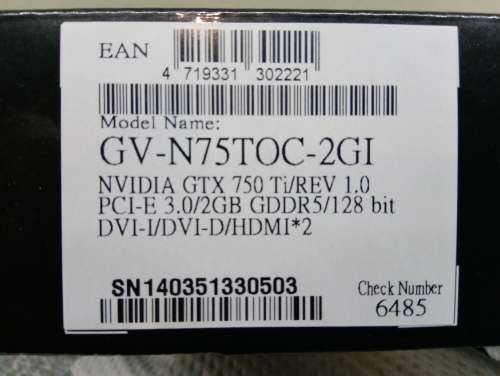 EAN
4 719331 302221
Model Name:
GV-N75TOC-2GI
NVIDIA GTX 750 Ti/REV 1.0
PCI-E 3.0/2GB GDDR5/128 bit
DVI-I/DVI-D/HDMI*2
SN140351330503
Check Number
6485